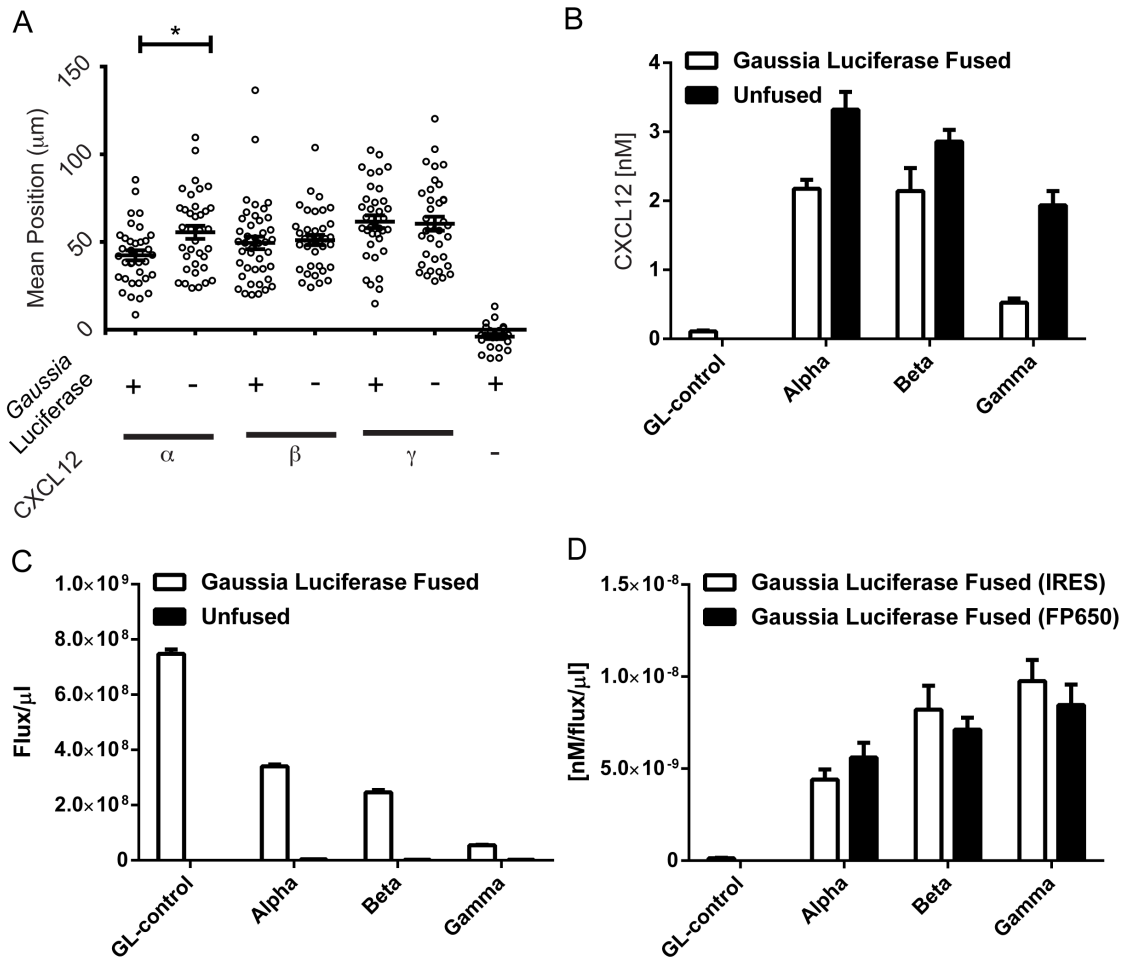 A
*
150
100
50
0
Mean Position (μm)
Gaussia
Luciferase
+ - + - + - +
CXCL12
α β γ -
B
Gaussia Luciferase Fused
Unfused
4
3
2
1
0
CXCL12 [nM]
GL-control
Alpha
Beta
Gamma
C
Gaussia Luciferase Fused
Unfused
1.0×10⁹
8.0×10⁸
6.0×10⁸
4.0×10⁸
2.0×10⁸
0
Flux/μl
GL-control
Alpha
Beta
Gamma
D
Gaussia Luciferase Fused (IRES)
Gaussia Luciferase Fused (FP650)
1.5×10⁻⁸
1.0×10⁻⁸
5.0×10⁻⁹
0
[nM/flux/μl]
GL-control
Alpha
Beta
Gamma